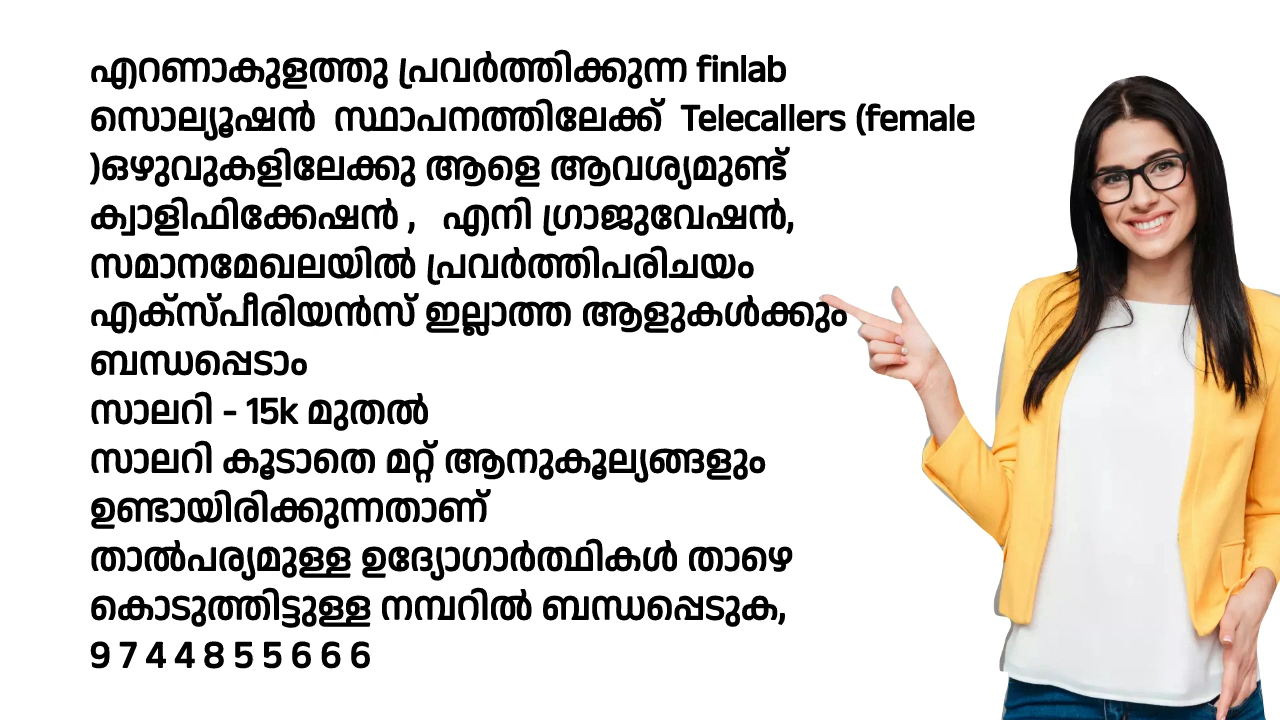 എറണാകുളത്തു പ്രവർത്തിക്കുന്ന finlab
സൊല്യൂഷൻ സ്ഥാപനത്തിലേക്ക് Telecallers (female
)ഒഴുവുകളിലേക്കു ആളെ ആവശ്യമുണ്ട്
ക്വാളിഫിക്കേഷൻ , എനി ഗ്രാജുവേഷൻ,
സമാനമേഖലയിൽ പ്രവർത്തിപരിചയം
എക്സ്പീരിയൻസ് ഇല്ലാത്ത ആളുകൾക്കും
ബന്ധപ്പെടാം
സാലറി - 15k മുതൽ
സാലറി കൂടാതെ മറ്റ് ആനുകൂല്യങ്ങളും
ഉണ്ടായിരിക്കുന്നതാണ്
താൽപര്യമുള്ള ഉദ്യോഗാർത്ഥികൾ താഴെ
കൊടുത്തിട്ടുള്ള നമ്പറിൽ ബന്ധപ്പെടുക,
9 7 4 4 8 5 5 6 6 6